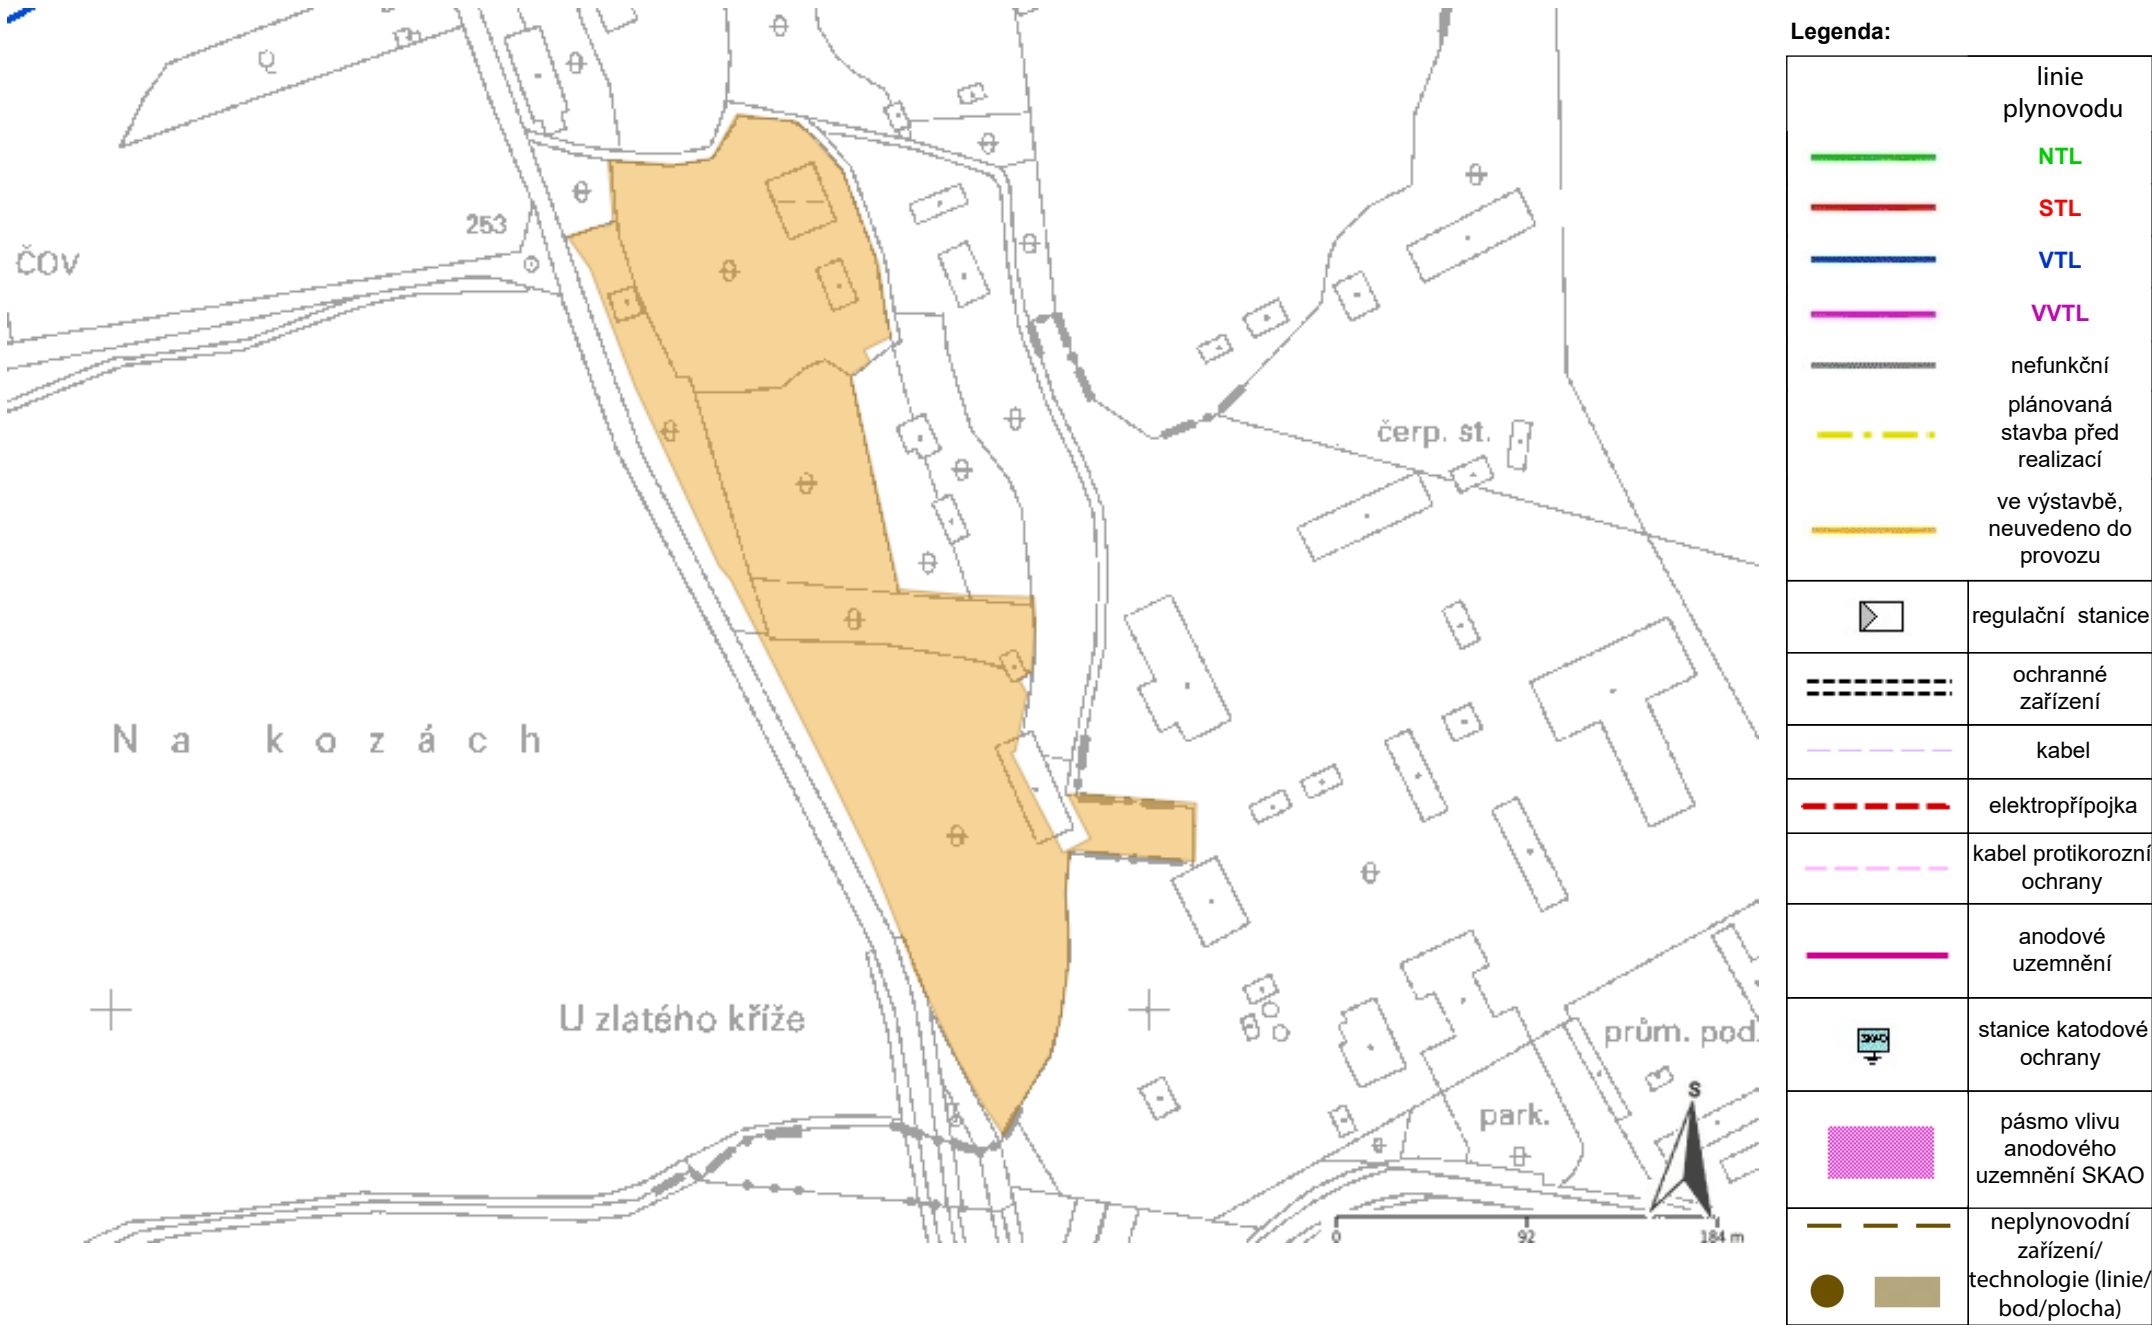 253
ČOV
čerp. st.
Na kozách
U zlatého kříže
prům. pod.
park.
S
0 92 184 m
Legenda:
linie
plynovodu
NTL
STL
VTL
VVTL
nefunkční
plánovaná
stavba před
realizací
ve výstavbě,
neuvedeno do
provozu
regulační stanice
ochranné
zařízení
kabel
elektropřípojka
kabel protikorozní
ochrany
anodové
uzemnění
SKAO
stanice katodové
ochrany
pásmo vlivu
anodového
uzemnění SKAO
neplynovodní
zařízení/
technologie (linie/
bod/plocha)